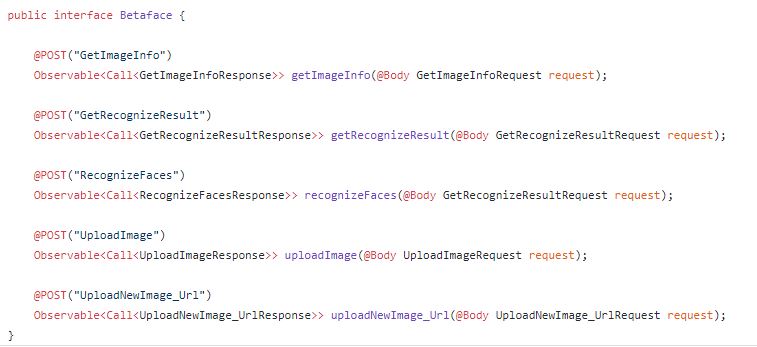 public interface Betaface {
@POST("GetImageInfo")
Observable<Call<GetImageInfoResponse>> getImageInfo(@Body GetImageInfoRequest request);
@POST("GetRecognizeResult")
Observable<Call<GetRecognizeResultResponse>> getRecognizeResult(@Body GetRecognizeResultRequest request);
@POST("RecognizeFaces")
Observable<Call<RecognizeFacesResponse>> recognizeFaces(@Body GetRecognizeResultRequest request);
@POST("UploadImage")
Observable<Call<UploadImageResponse>> uploadImage(@Body UploadImageRequest request);
@POST("UploadNewImage_Url")
Observable<Call<UploadNewImage_UrlResponse>> uploadNewImage_Url(@Body UploadNewImage_UrlRequest request);
}